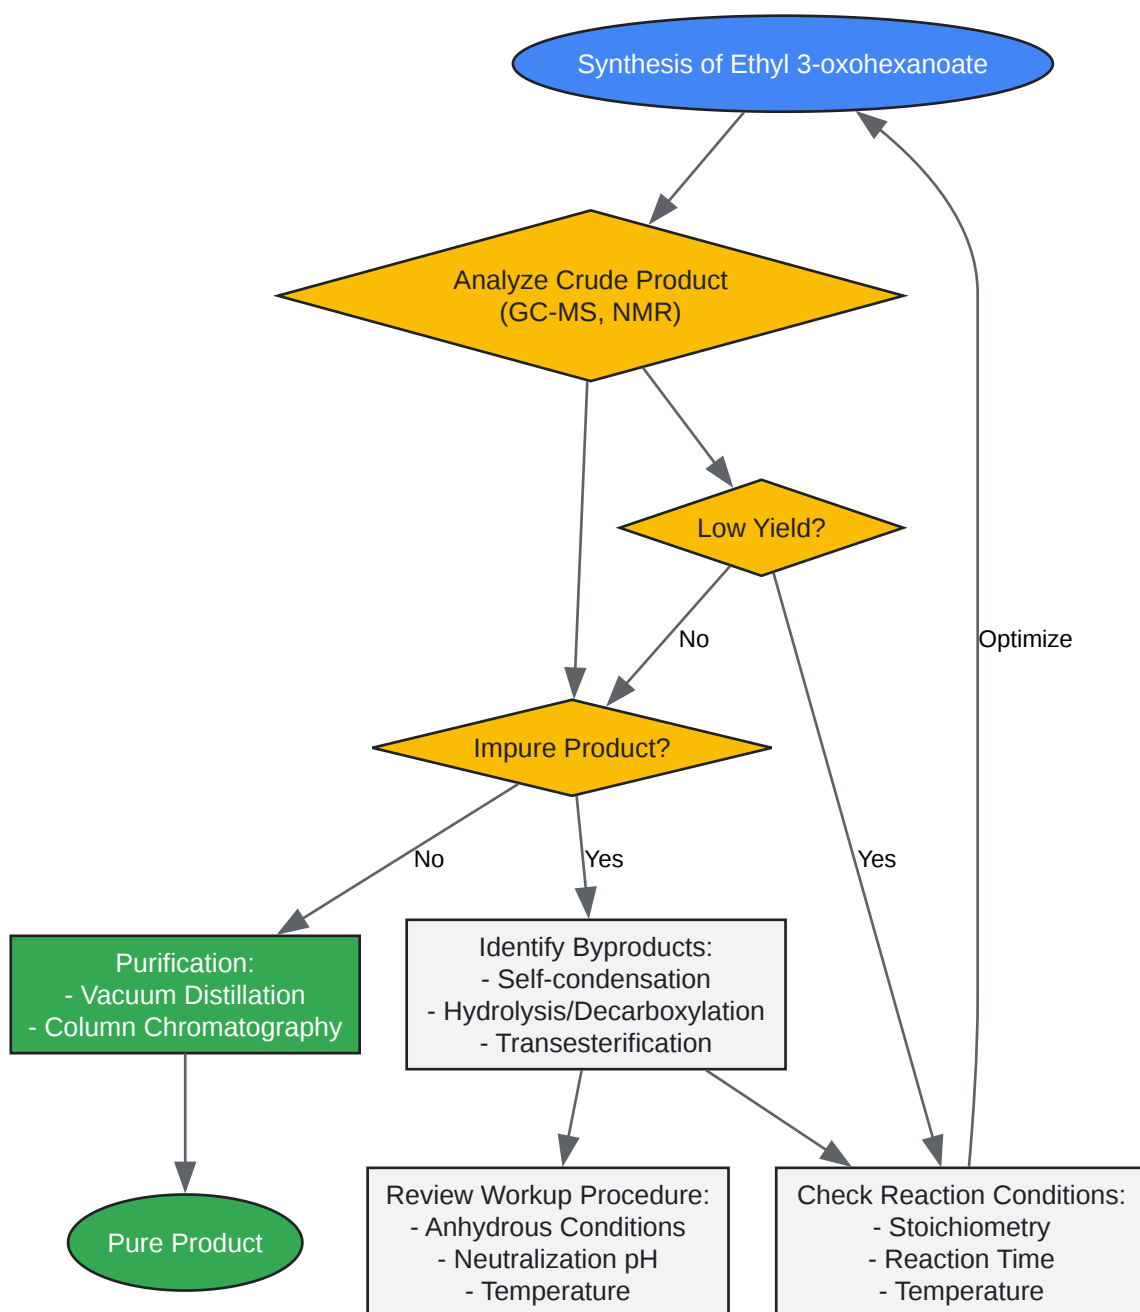 Synthesis of Ethyl 3-oxohexanoate
Analyze Crude Product
(GC-MS, NMR)
Low Yield?
No
Optimize
Impure Product?
No
Yes
Yes
Purification:
- Vacuum Distillation
- Column Chromatography
Identify Byproducts:
- Self-condensation
- Hydrolysis/Decarboxylation
- Transesterification
Review Workup Procedure:
- Anhydrous Conditions
- Neutralization pH
- Temperature
Check Reaction Conditions:
- Stoichiometry
- Reaction Time
- Temperature
Pure Product